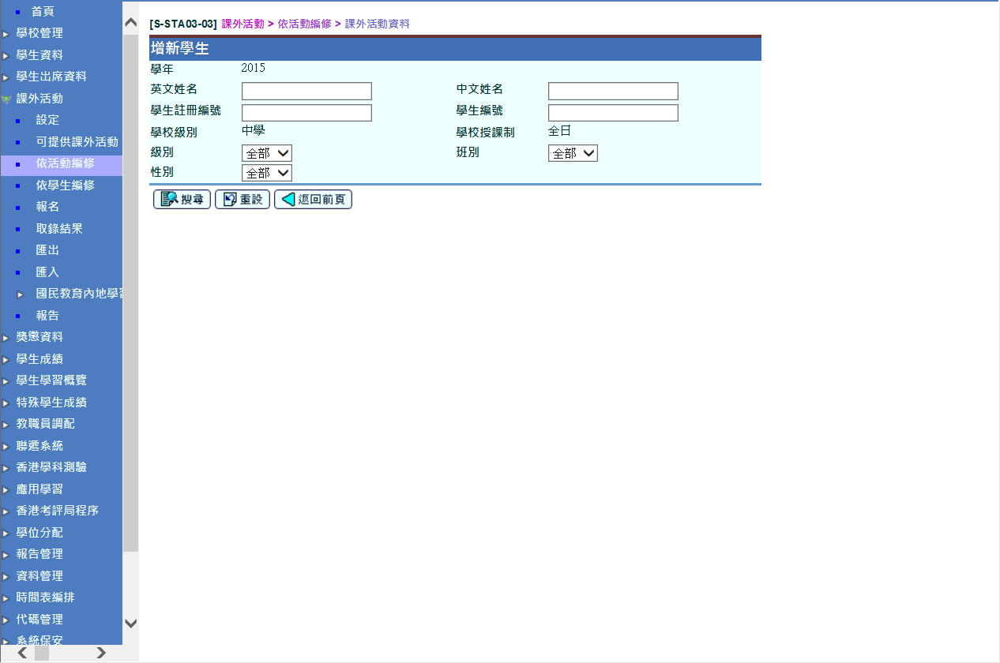 首頁
學校管理
學生資料
學生出席資料
課外活動
設定
可提供課外活動
依活動編修
依學生編修
報名
取錄結果
匯出
匯入
國民教育內地學習
報告
獎懲資料
學生成績
學生學習概覽
特殊學生成績
教職員調配
聯遞系統
香港學科測驗
應用學習
香港考評局程序
學位分配
報告管理
資料管理
時間表編排
代碼管理
系統保安
[S-STA03-03] 課外活動 > 依活動編修 > 課外活動資料
增新學生
學年 2015
英文姓名 中文姓名
學生註冊編號 學生編號
學校級別 中學 學校授課制 全日
級別 全部 班別 全部
性別 全部
搜尋 重設 返回前頁